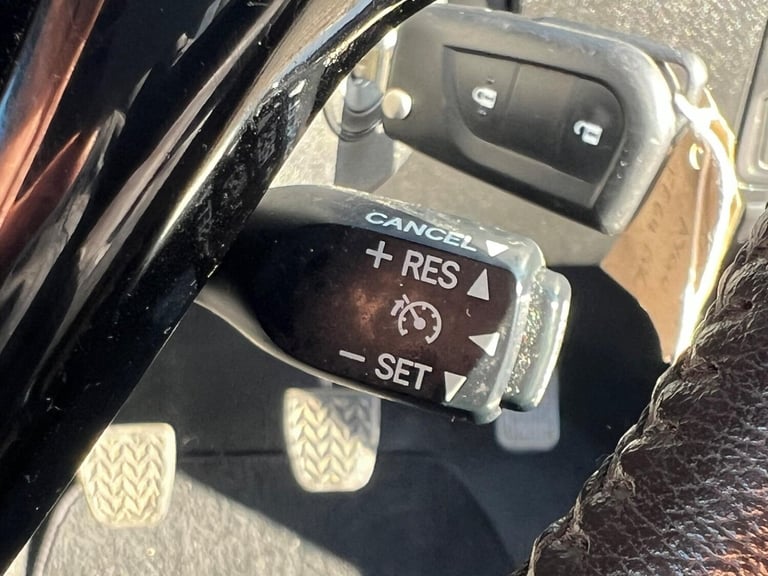 CANCEL
+ RES
— SET